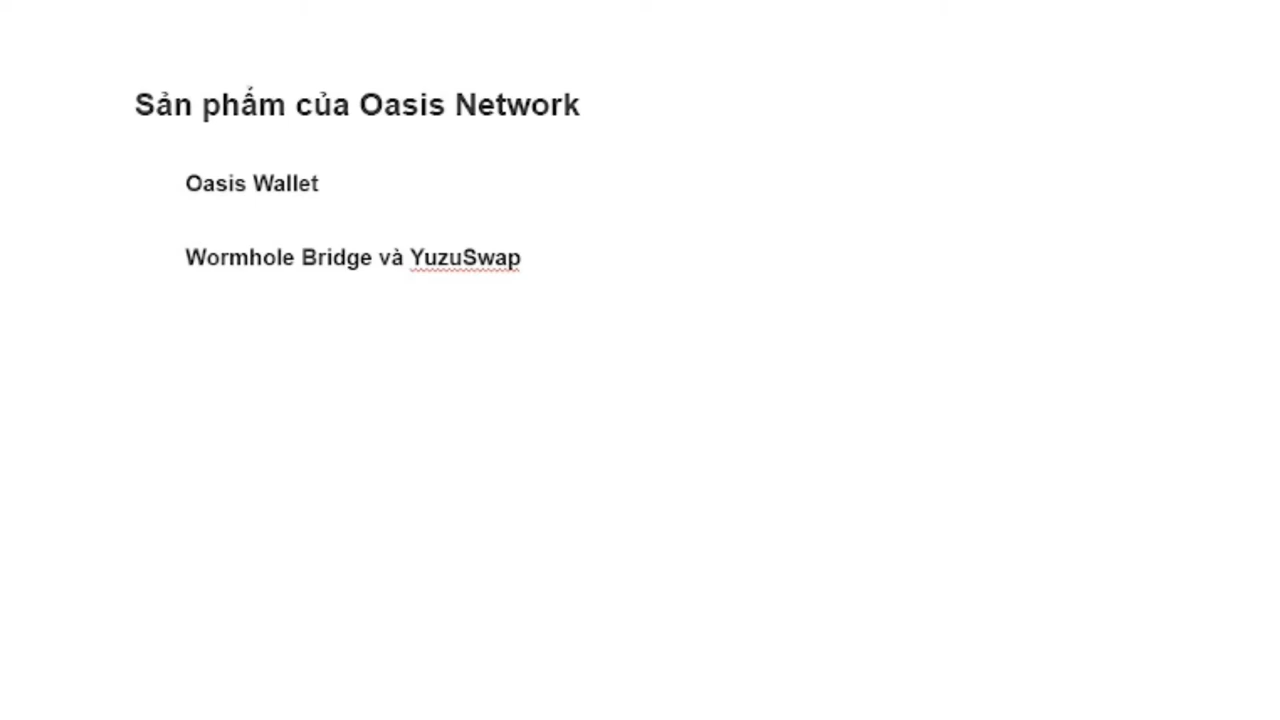 Sản phẩm của Oasis Network
Oasis Wallet
Wormhole Bridge và YuzuSwap